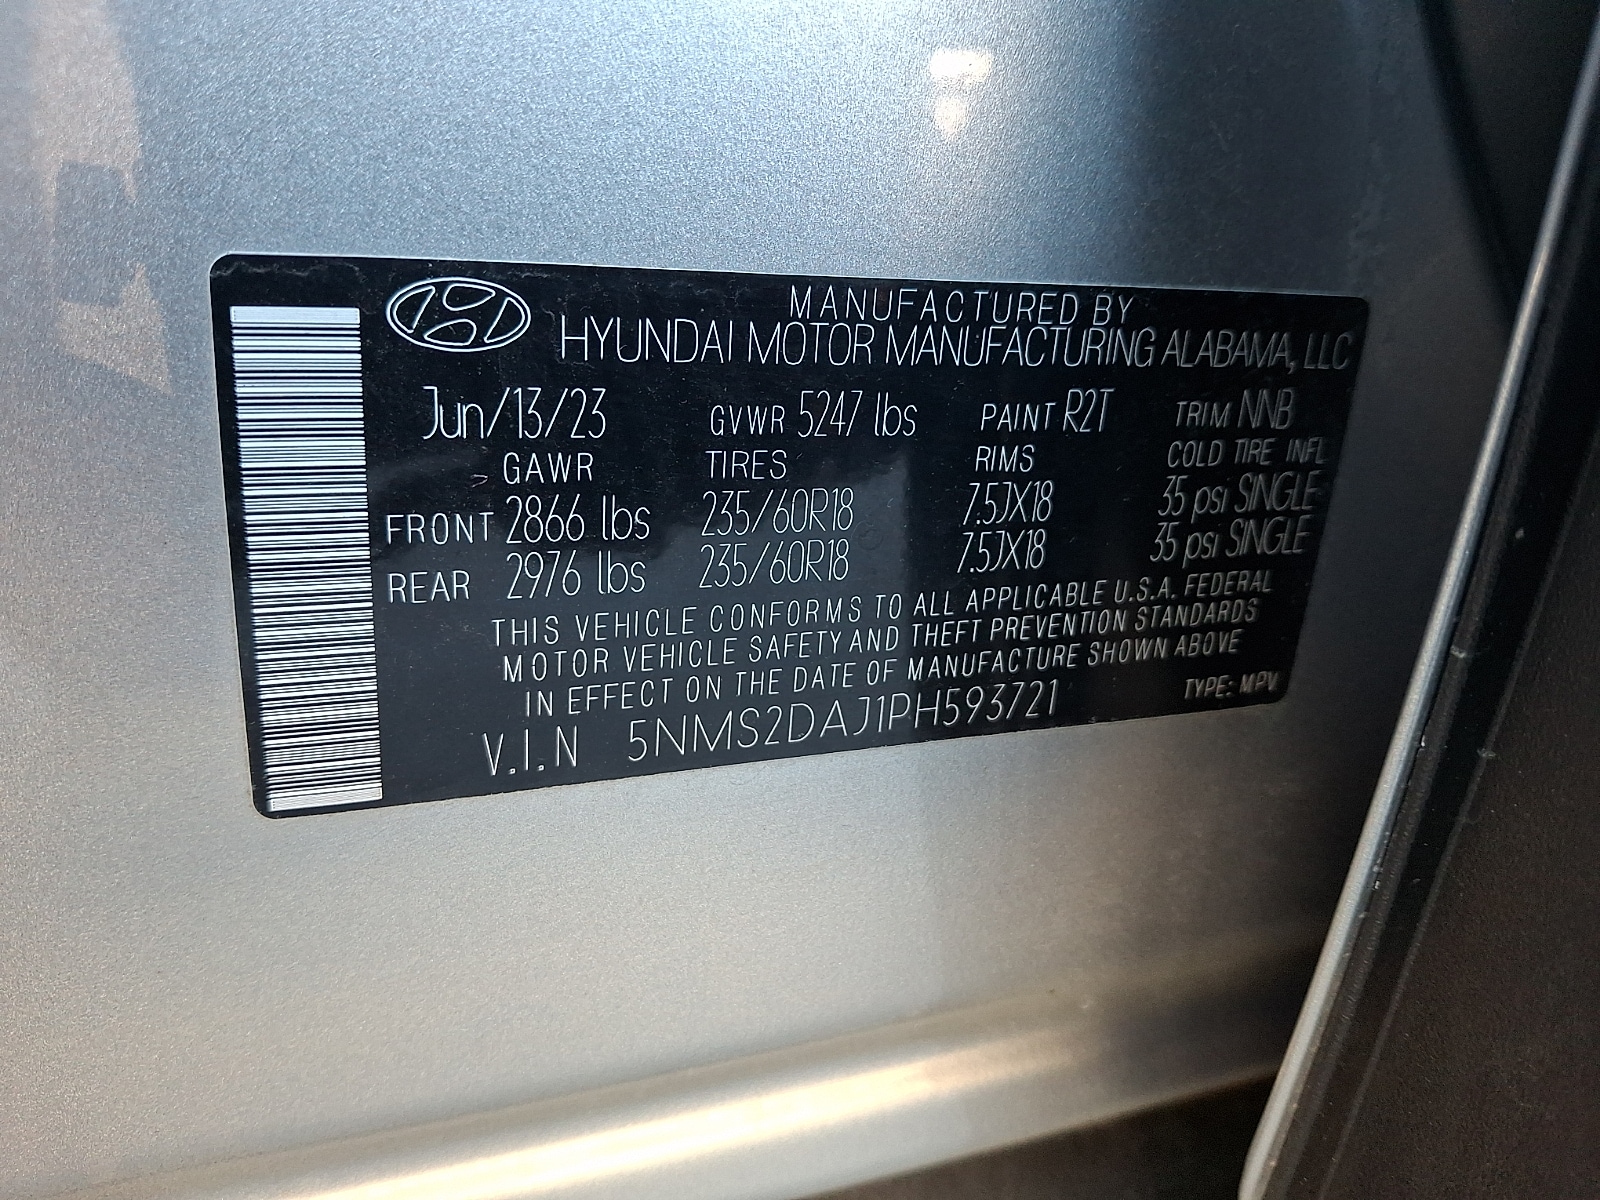 MANUFACTURED BY
HYUNDAI MOTOR MANUFACTURING ALABAMA, LLC
Jun/13/23 GVWR 5247 lbs PAINT R2T TRIM NNB
GAWR TIRES RIMS COLD TIRE INFL
FRONT 2866 lbs 235/60R18 7.5JX18 35 psi SINGLE
REAR 2976 lbs 235/60R18 7.5JX18 35 psi SINGLE
THIS VEHICLE CONFORMS TO ALL APPLICABLE U.S.A. FEDERAL
MOTOR VEHICLE SAFETY AND THEFT PREVENTION STANDARDS
IN EFFECT ON THE DATE OF MANUFACTURE SHOWN ABOVE
V.I.N 5NMS2DAJ1PH593721 TYPE: MPV